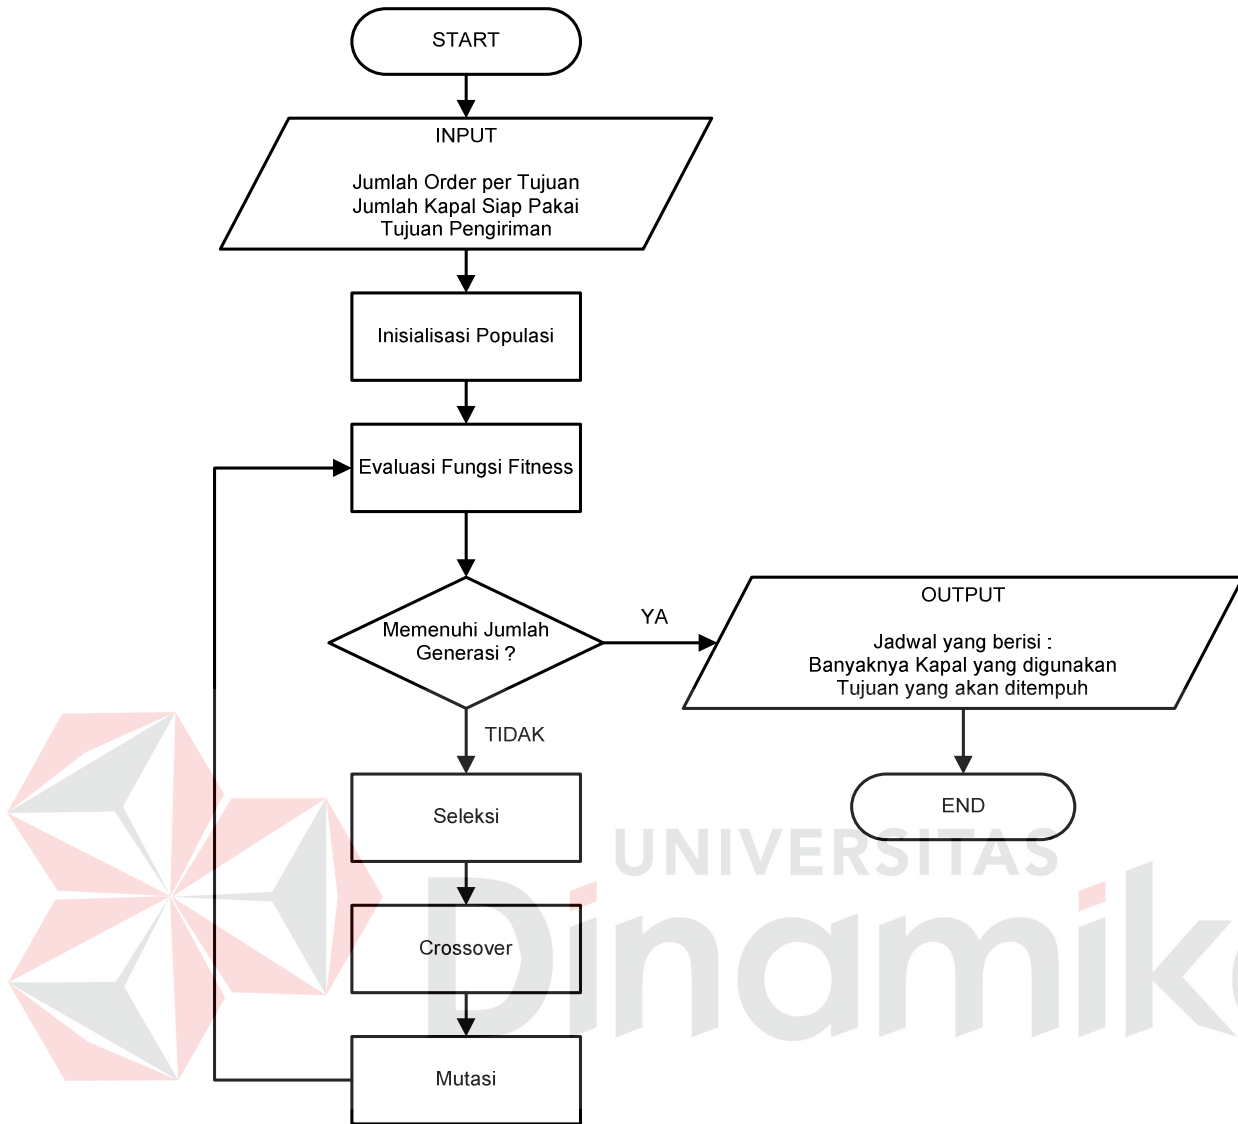 START
INPUT
Jumlah Order per Tujuan
Jumlah Kapal Siap Pakai
Tujuan Pengiriman
Inisialisasi Populasi
Evaluasi Fungsi Fitness
Memenuhi Jumlah
Generasi ?
YA
OUTPUT
Jadwal yang berisi :
Banyaknya Kapal yang digunakan
Tujuan yang akan ditempuh
TIDAK
END
Seleksi
Crossover
Mutasi
UNIVERSITAS
Dinamika